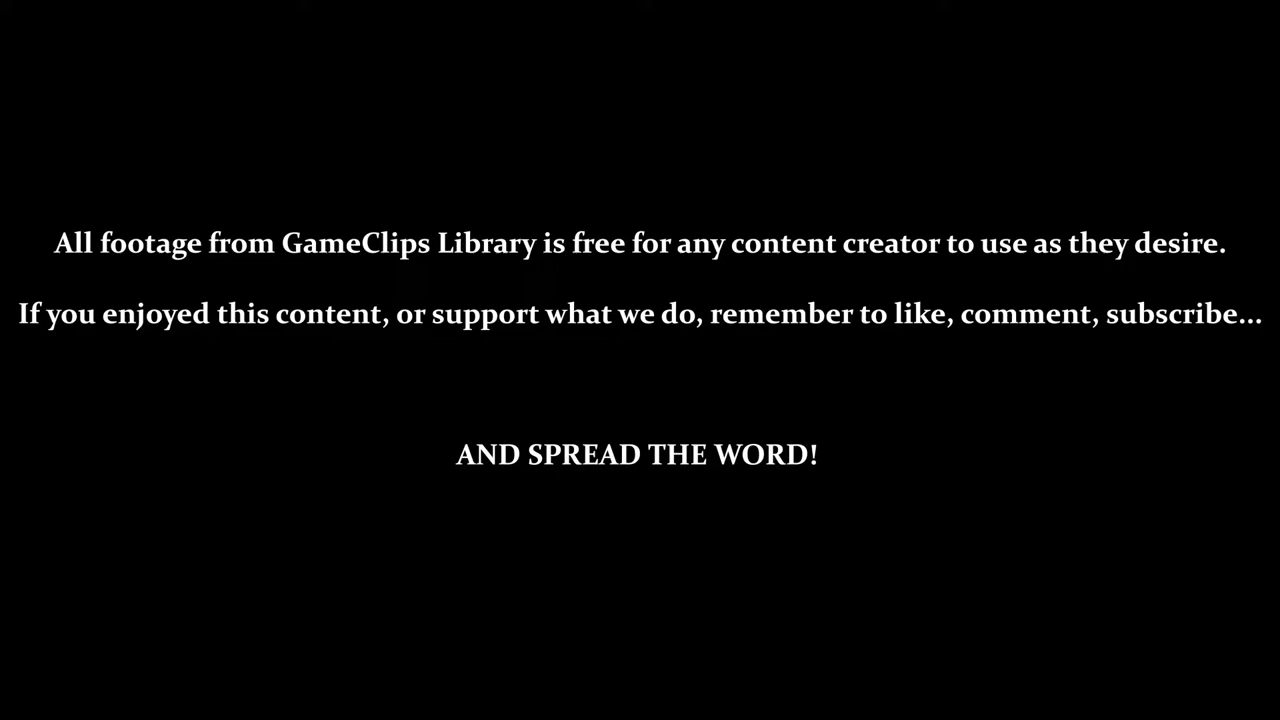 All footage from GameClips Library is free for any content creator to use as they desire.
If you enjoyed this content, or support what we do, remember to like, comment, subscribe...
AND SPREAD THE WORD!